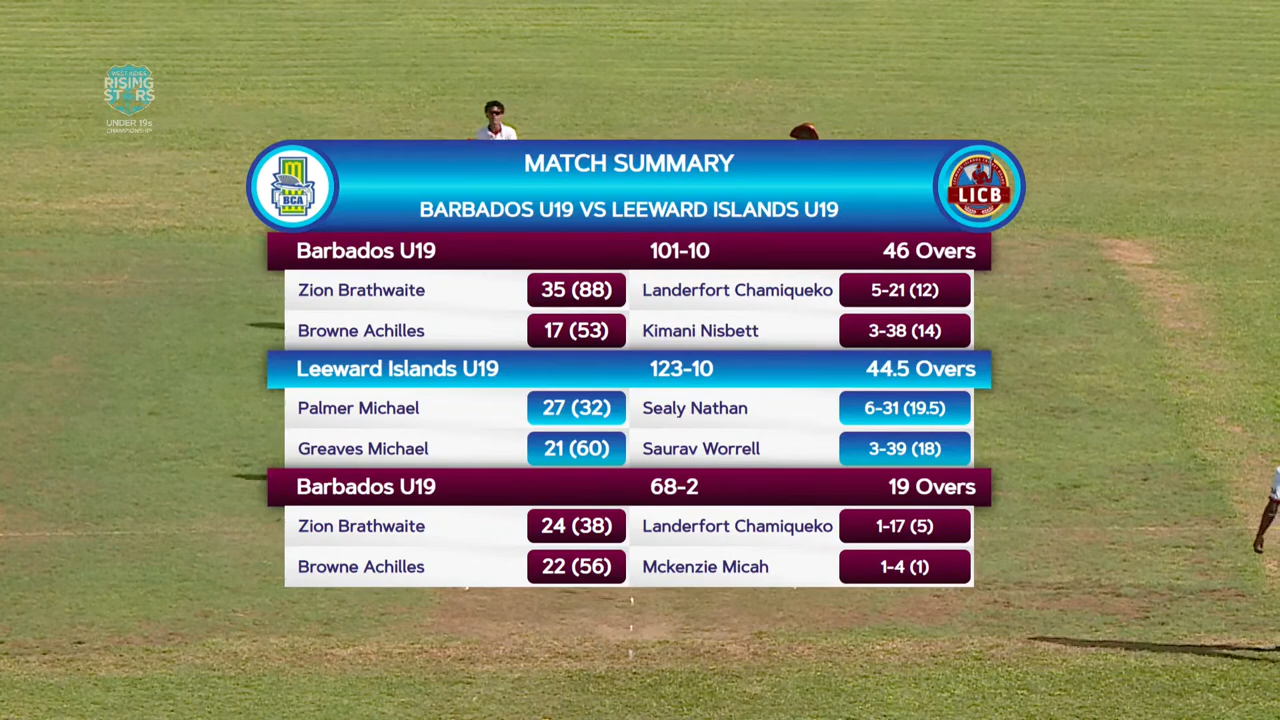 WEST INDIES
RISING
STARS
UNDER 19s
CHAMPIONSHIP
MATCH SUMMARY
BARBADOS U19 VS LEEWARD ISLANDS U19
BCA
LICB
Barbados U19 101-10 46 Overs
Zion Brathwaite 35 (88) Landerfort Chamiqueko 5-21 (12)
Browne Achilles 17 (53) Kimani Nisbett 3-38 (14)
Leeward Islands U19 123-10 44.5 Overs
Palmer Michael 27 (32) Sealy Nathan 6-31 (19.5)
Greaves Michael 21 (60) Saurav Worrell 3-39 (18)
Barbados U19 68-2 19 Overs
Zion Brathwaite 24 (38) Landerfort Chamiqueko 1-17 (5)
Browne Achilles 22 (56) Mckenzie Micah 1-4 (1)